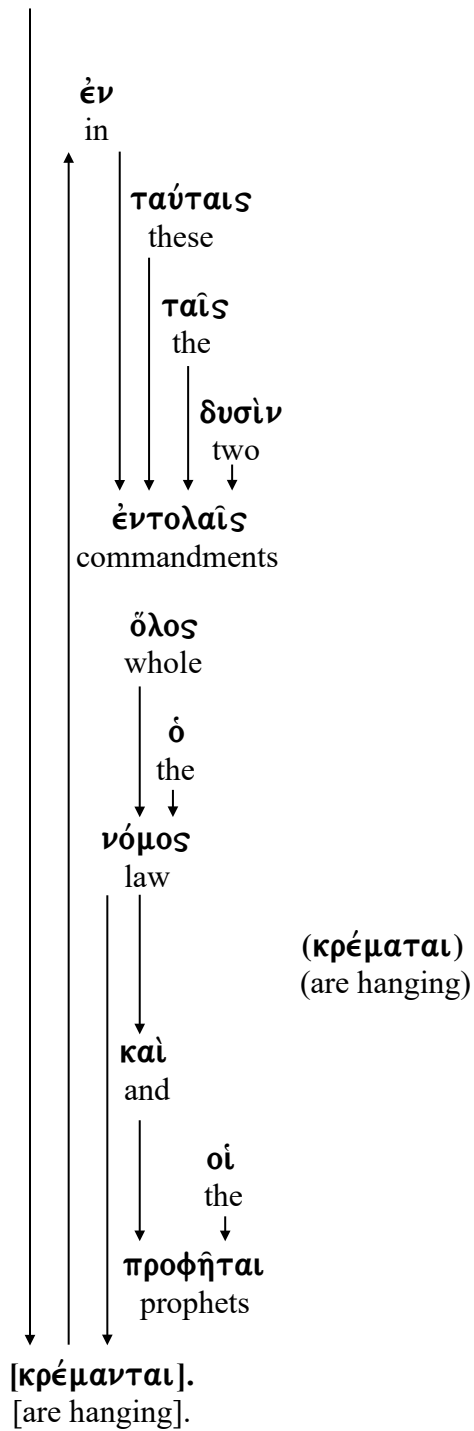 ἐν
in
ταύταις
these
ταῖς
the
δυσὶν
two
ἐντολαῖς
commandments
ὅλος
whole
ὁ
the
νόμος
law
(κρέμαται)
(are hanging)
καὶ
and
οἱ
the
προφῆται
prophets
[κρέμανται].
[are hanging].